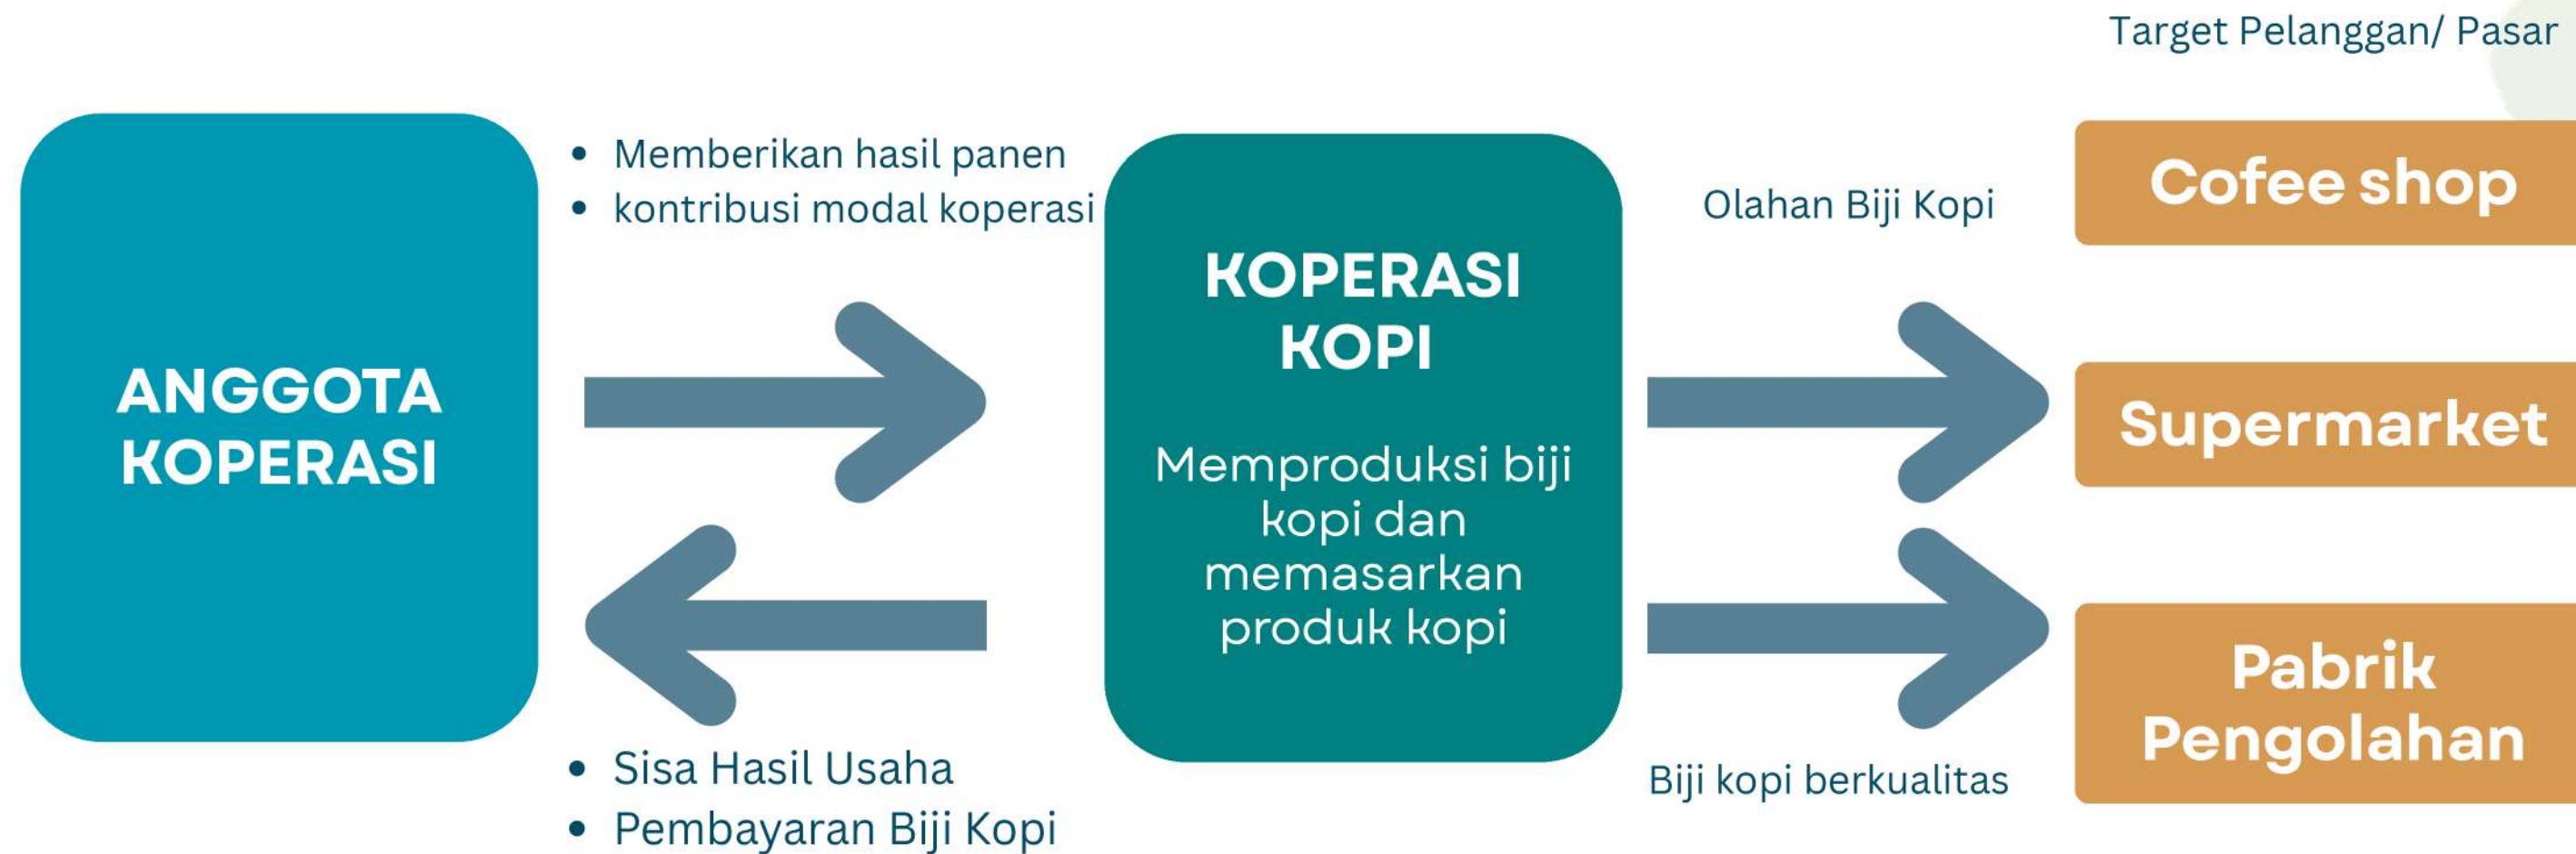 Target Pelanggan/ Pasar
ANGGOTA
KOPERASI
• Memberikan hasil panen
• kontribusi modal koperasi
• Sisa Hasil Usaha
• Pembayaran Biji Kopi
KOPERASI
KOPI
Memproduksi biji
kopi dan
memasarkan
produk kopi
Olahan Biji Kopi
Biji kopi berkualitas
Cofee shop
Supermarket
Pabrik
Pengolahan